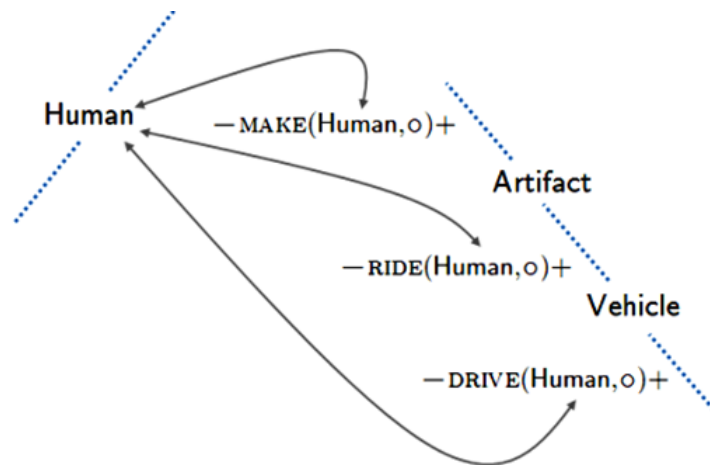 Human
−MAKE(Human,○)+
Artifact
−RIDE(Human,○)+
Vehicle
−DRIVE(Human,○)+